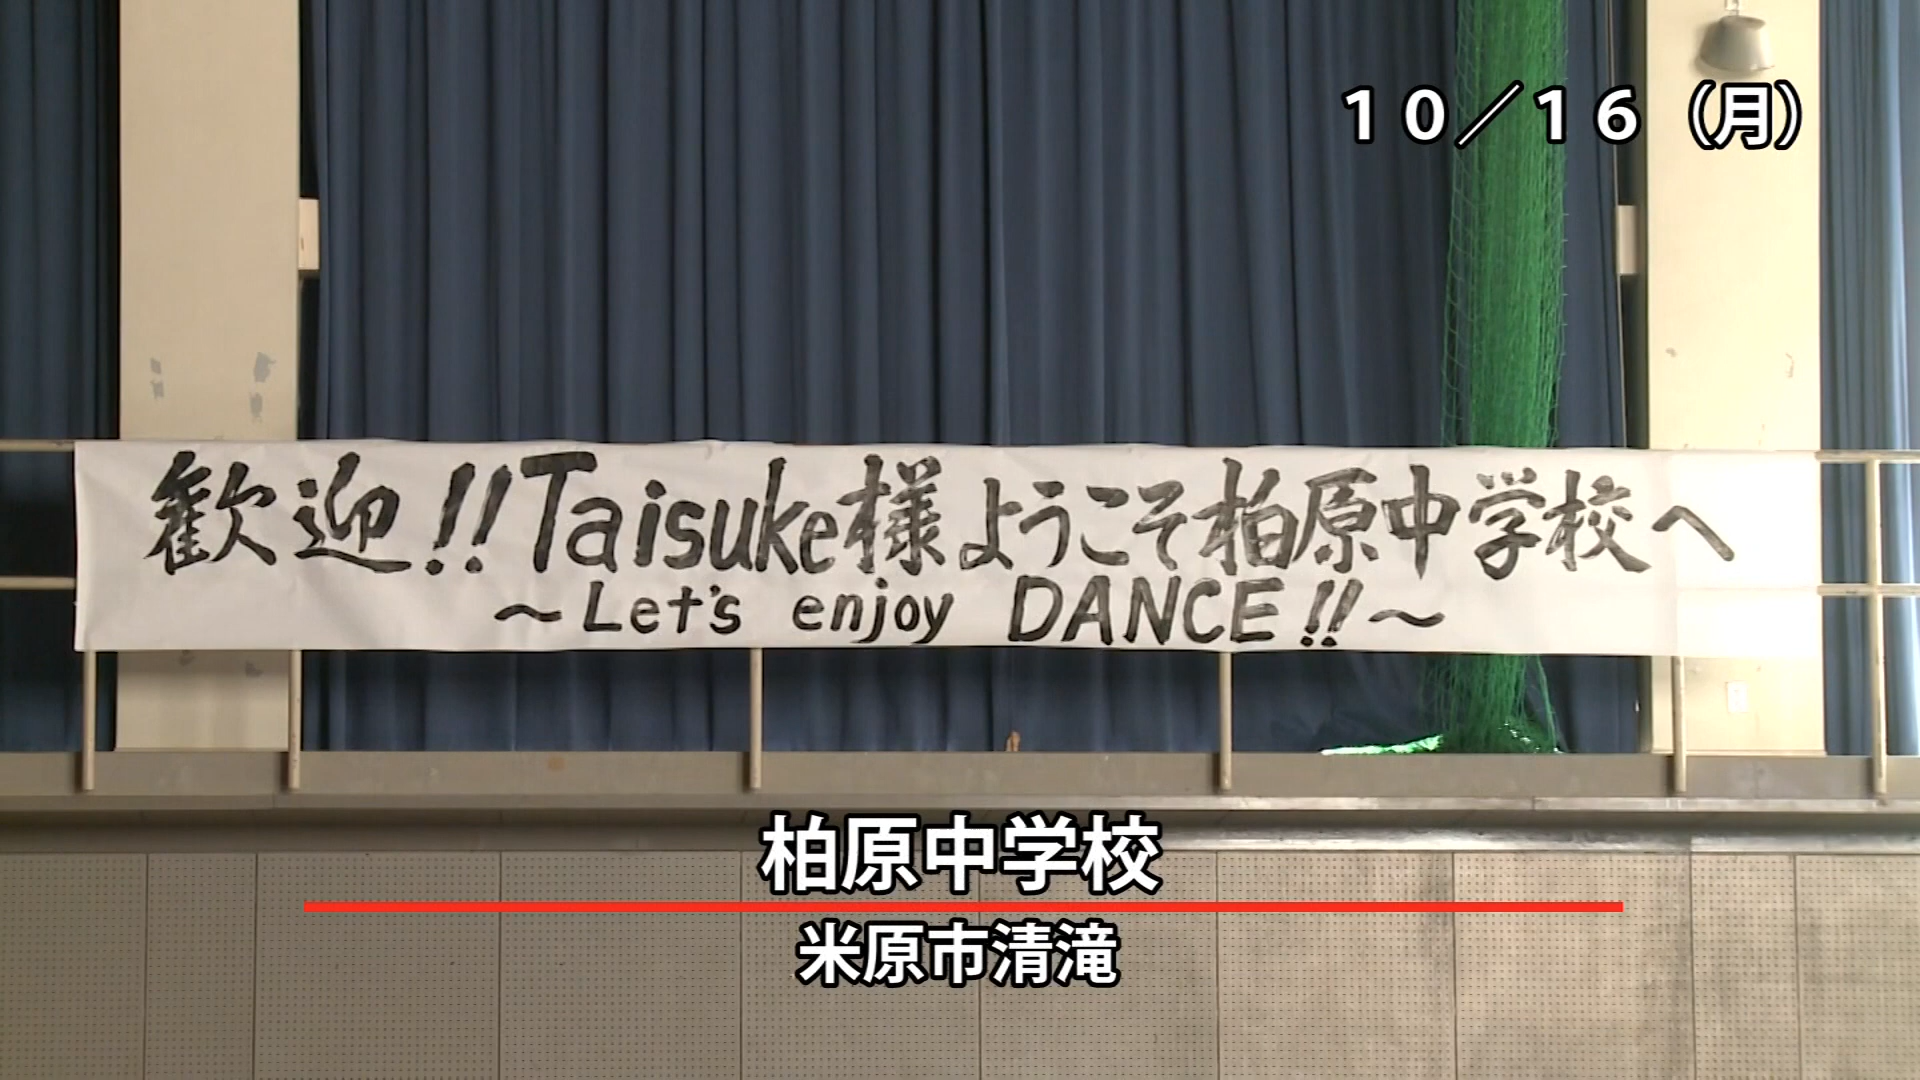 １０／１６（月）
歓迎!!Taisuke様ようこそ柏原中学校へ
～Let's enjoy DANCE!!～
柏原中学校
米原市清滝